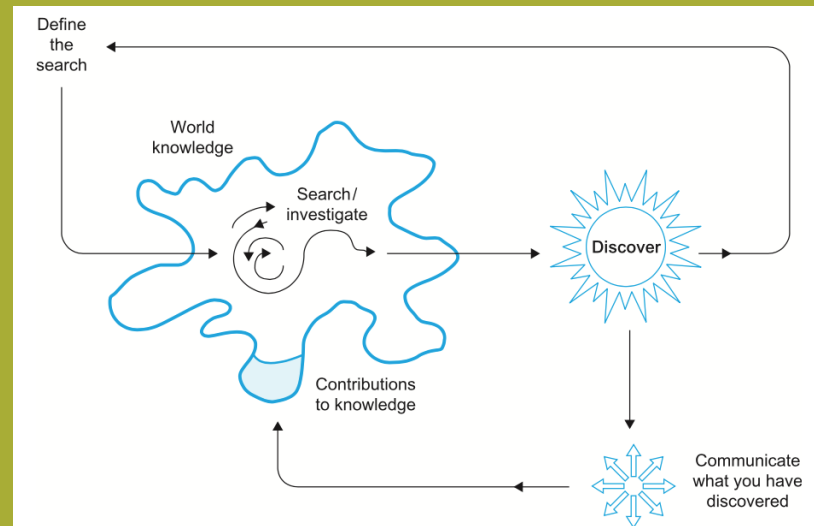 Define
the
search
World
knowledge
Search/
investigate
Discover
Contributions
to knowledge
Communicate
what you have
discovered